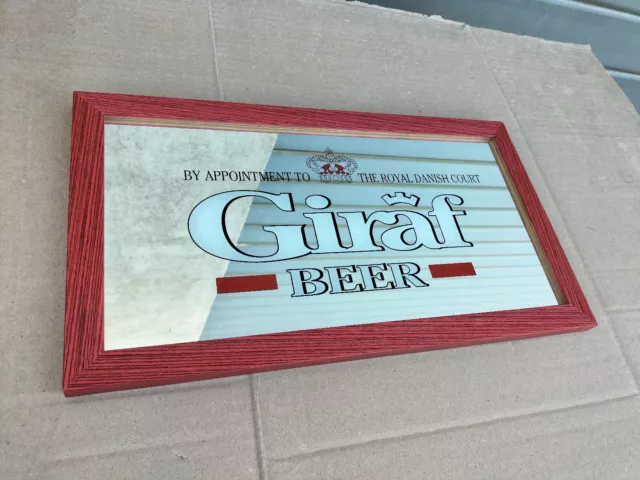 BY APPOINTMENT TO THE ROYAL DANISH COURT
Giraf
BEER